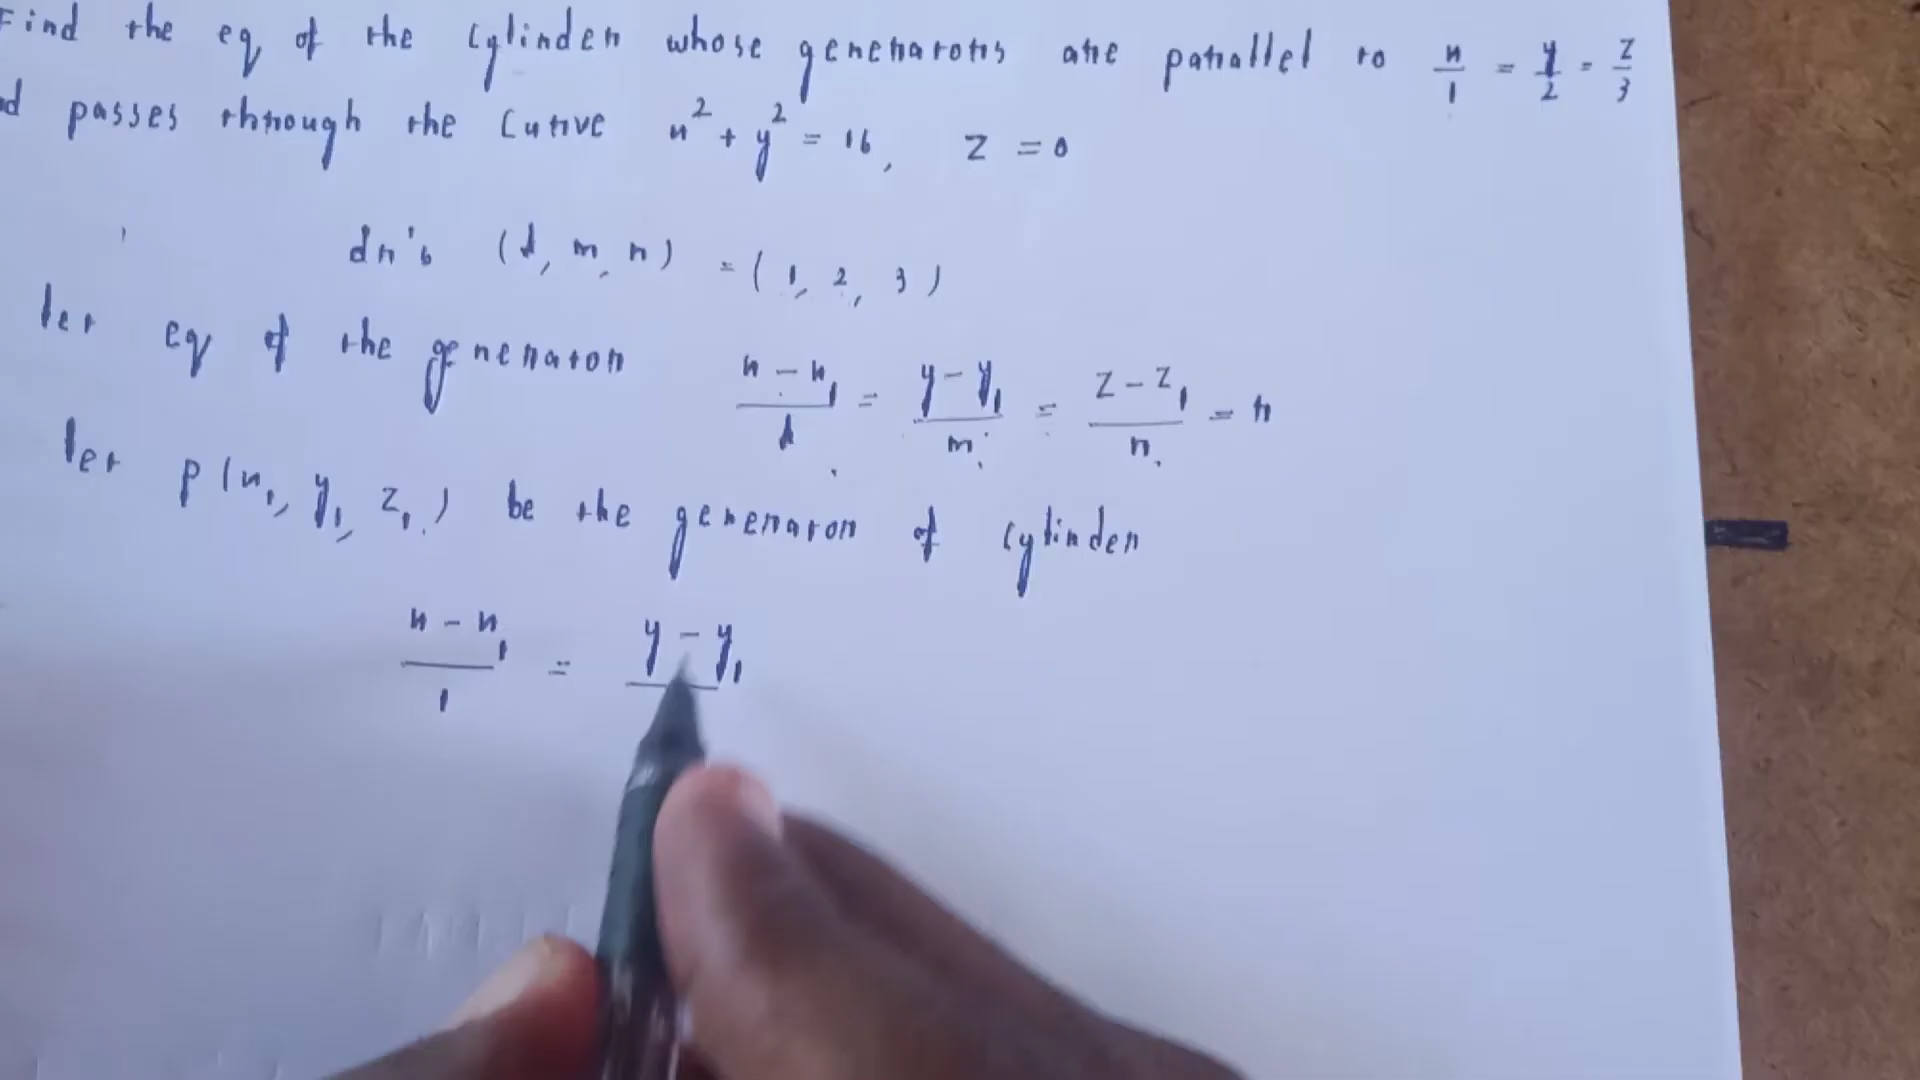 Find the eq of the cylinder whose generators are parallel to x/1 = y/2 = z/3
d passes through the curve x² + y² = 16, z = 0
dr's (l, m, n) = (1, 2, 3)
let eq of the generator x - x₁/l = y - y₁/m = z - z₁/n = r
let p(x₁, y₁, z₁) be the generator of cylinder
x - x₁/1 = y - y₁